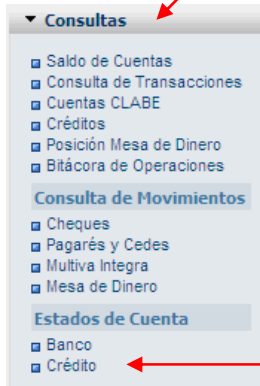 Consultas
Saldo de Cuentas
Consulta de Transacciones
Cuentas CLABE
Créditos
Posición Mesa de Dinero
Bitácora de Operaciones
Consulta de Movimientos
Cheques
Pagarés y Cedes
Multiva Integra
Mesa de Dinero
Estados de Cuenta
Banco
Crédito